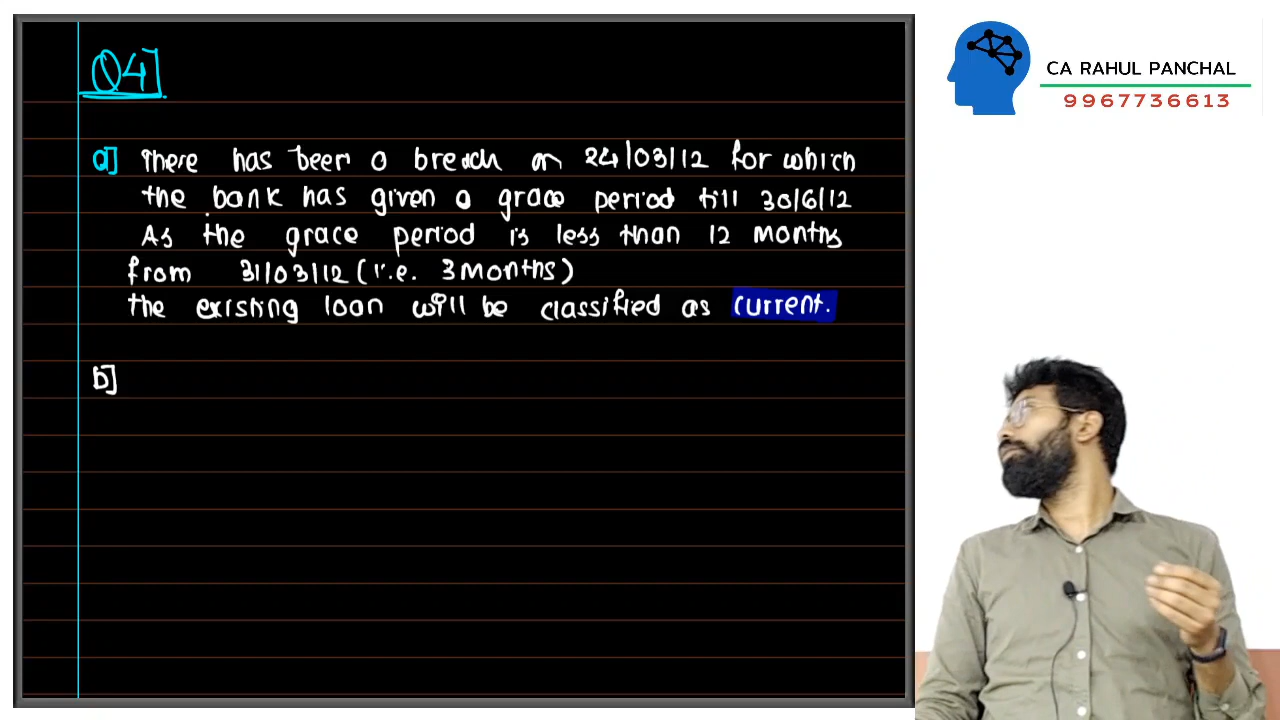 Q4]
CA RAHUL PANCHAL
9967736613
a] There has been a breach on 24/03/12 for which
the bank has given a grace period till 30/6/12
As the grace period is less than 12 months
from 31/03/12 (i.e. 3 months)
the existing loan will be classified as current.
b]